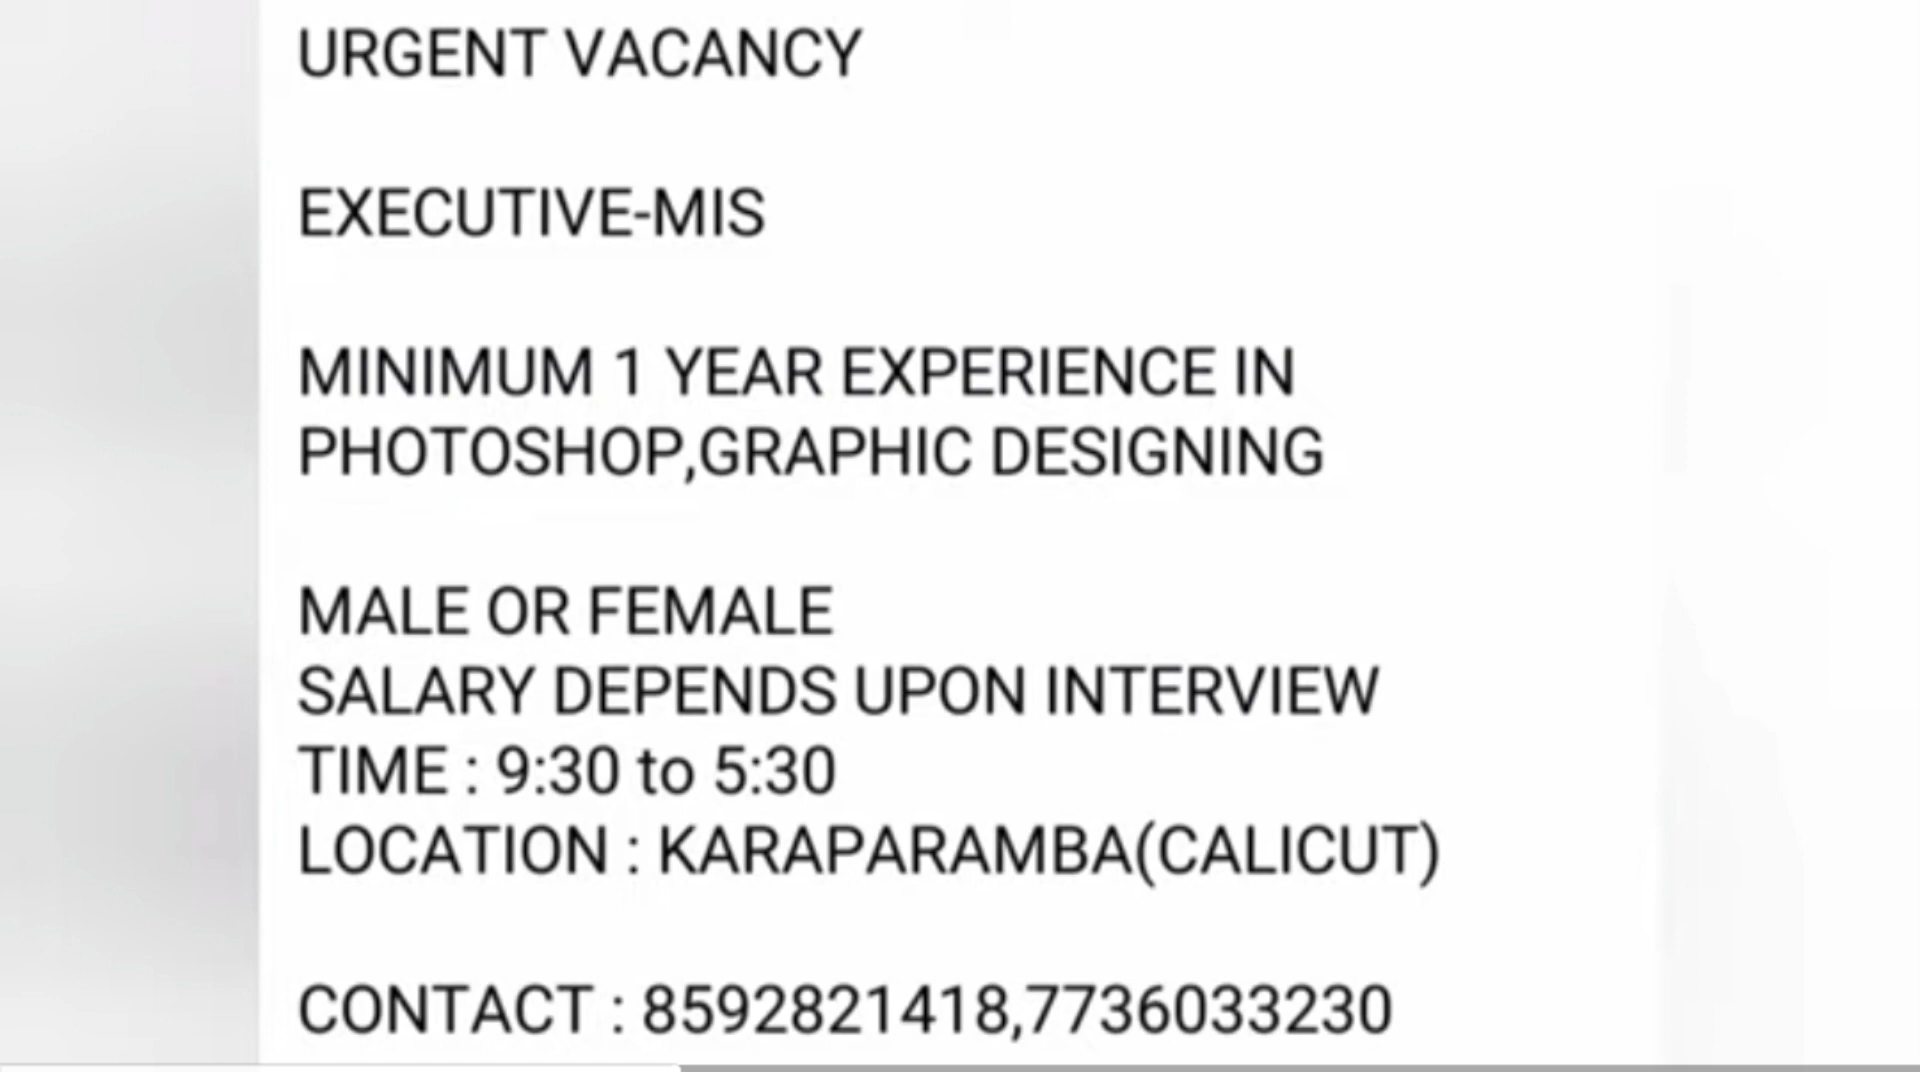 URGENT VACANCY
EXECUTIVE-MIS
MINIMUM 1 YEAR EXPERIENCE IN
PHOTOSHOP,GRAPHIC DESIGNING
MALE OR FEMALE
SALARY DEPENDS UPON INTERVIEW
TIME : 9:30 to 5:30
LOCATION : KARAPARAMBA(CALICUT)
CONTACT : 8592821418,7736033230